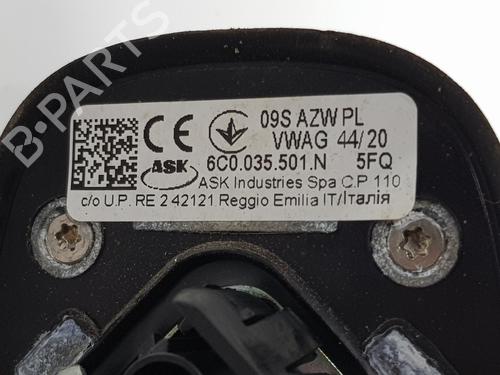 09S AZW PL
VWAG 44/20
CE
ASK
6C0.035.501.N 5FQ
ASK Industries Spa C.P 110
c/o U.P. RE 2 42121 Reggio Emilia IT/Італія
B-Parts